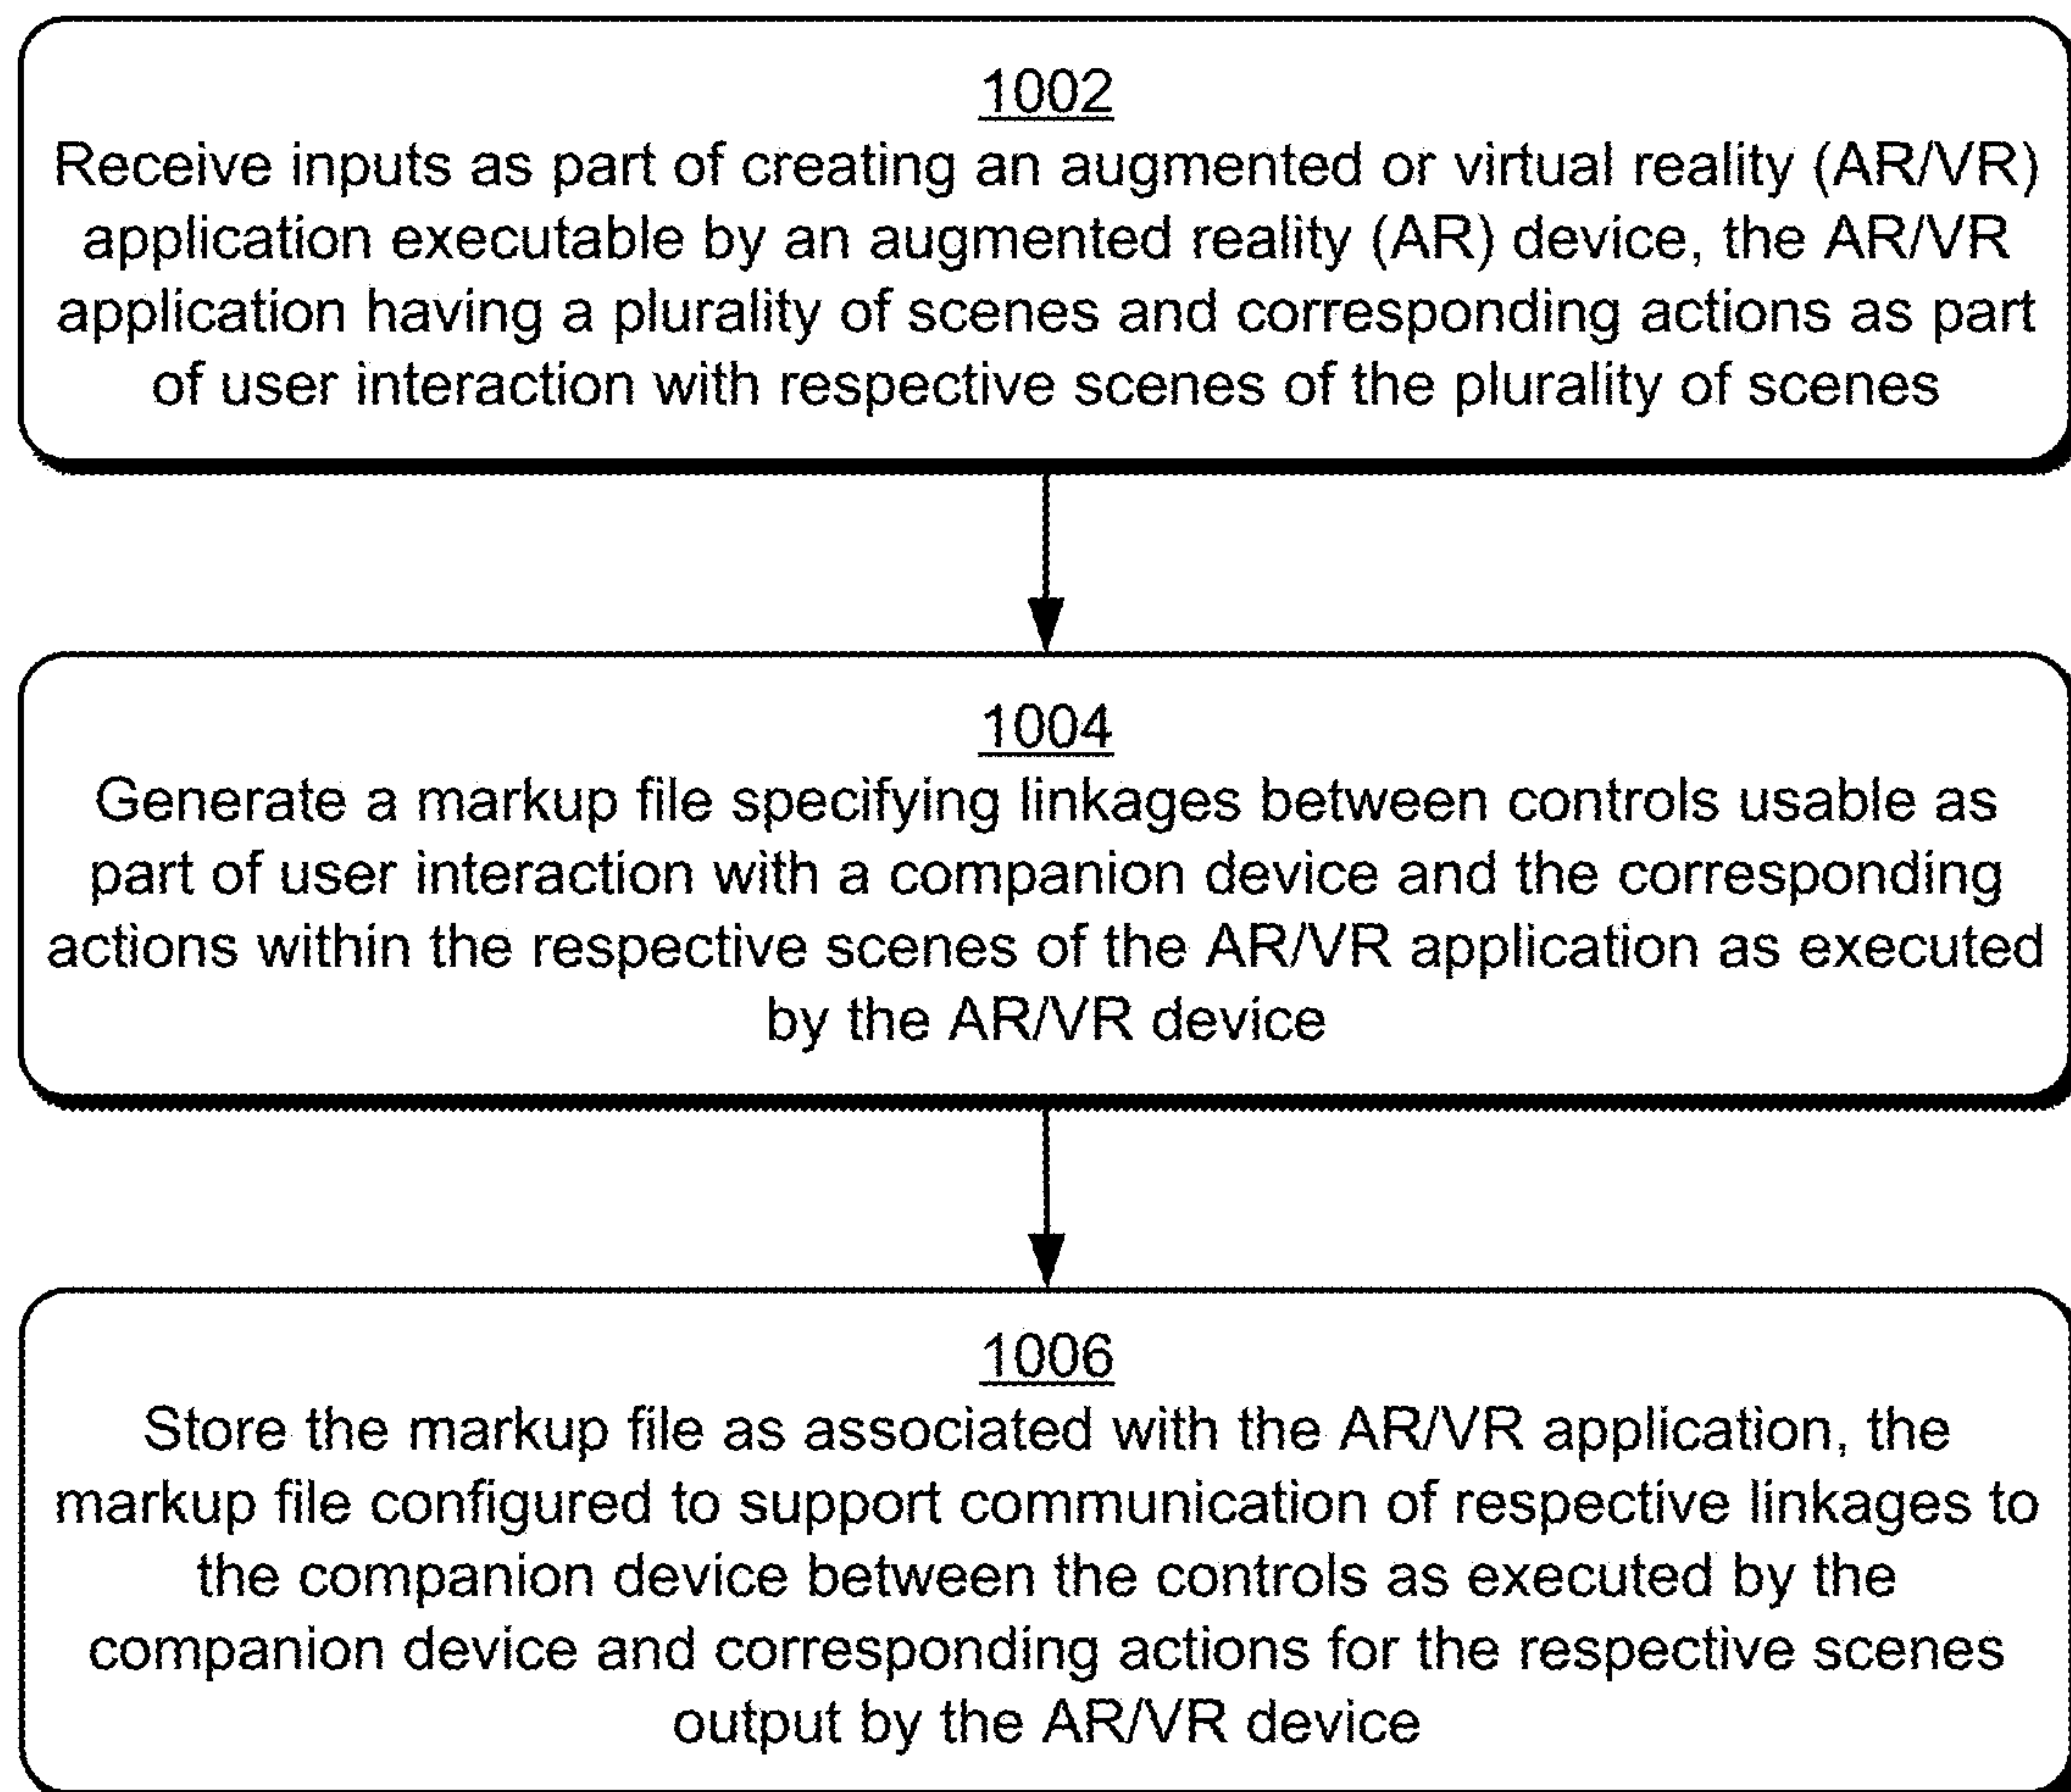 1002
Receive inputs as part of creating an augmented or virtual reality (AR/VR)
application executable by an augmented reality (AR) device, the AR/VR
application having a plurality of scenes and corresponding actions as part
of user interaction with respective scenes of the plurality of scenes
1004
Generate a markup file specifying linkages between controls usable as
part of user interaction with a companion device and the corresponding
actions within the respective scenes of the AR/VR application as executed
by the AR/VR device
1006
Store the markup file as associated with the AR/VR application, the
markup file configured to support communication of respective linkages to
the companion device between the controls as executed by the
companion device and corresponding actions for the respective scenes
output by the AR/VR device